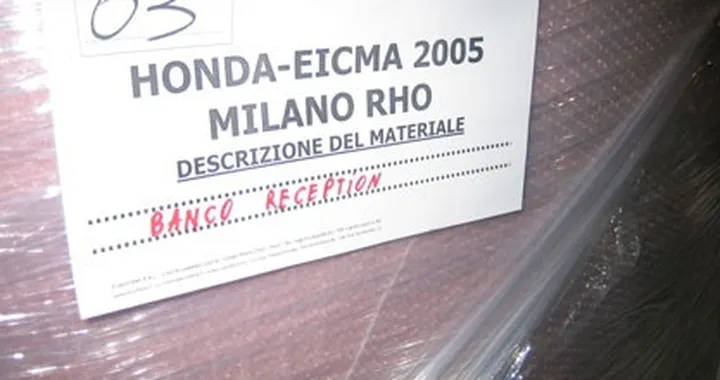 03
HONDA-EICMA 2005
MILANO RHO
DESCRIZIONE DEL MATERIALE
BANCO RECEPTION